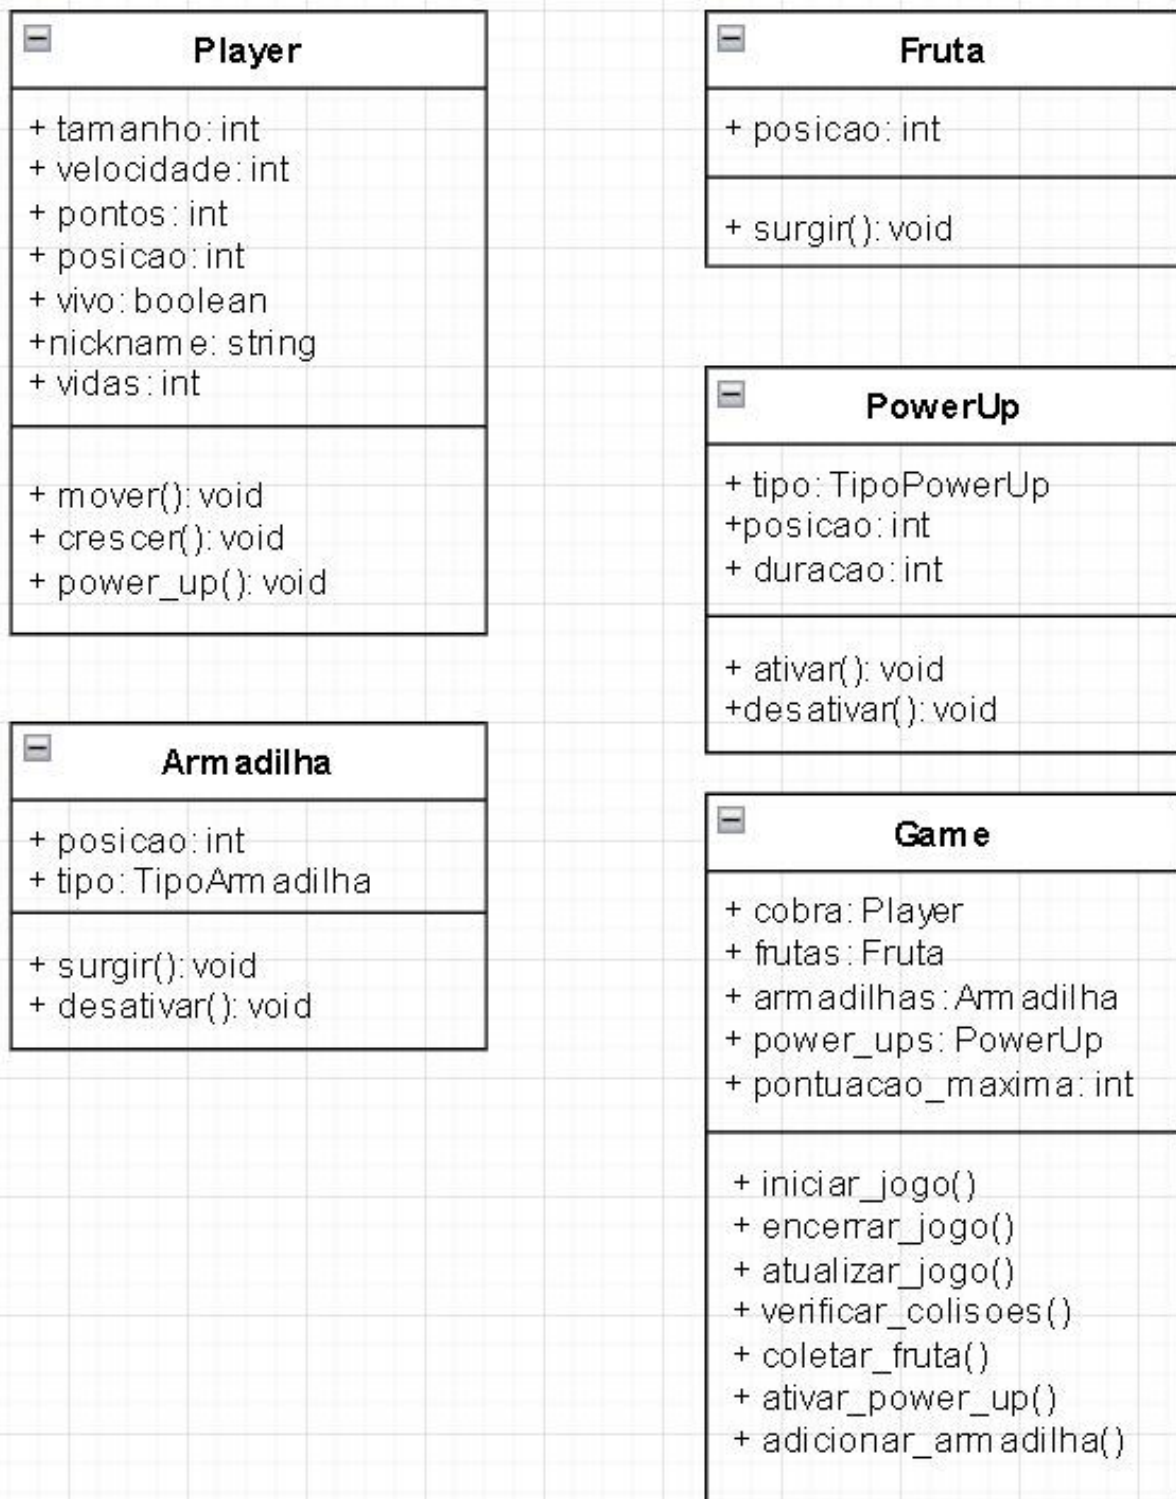 Player
+ tamanho: int
+ velocidade: int
+ pontos: int
+ posicao: int
+ vivo: boolean
+nickname: string
+ vidas: int
+ mover(): void
+ crescer(): void
+ power_up(): void
Armadilha
+ posicao: int
+ tipo: TipoArmadilha
+ surgir(): void
+ desativar(): void
Fruta
+ posicao: int
+ surgir(): void
PowerUp
+ tipo: TipoPowerUp
+posicao: int
+ duracao: int
+ ativar(): void
+desativar(): void
Game
+ cobra: Player
+ frutas: Fruta
+ armadilhas: Armadilha
+ power_ups: PowerUp
+ pontuacao_maxima: int
+ iniciar_jogo()
+ encerrar_jogo()
+ atualizar_jogo()
+ verificar_colisoes()
+ coletar_fruta()
+ ativar_power_up()
+ adicionar_armadilha()